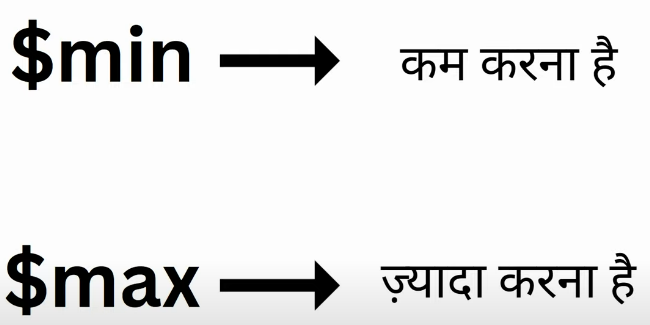 $min → कम करना है
$max → ज़्यादा करना है